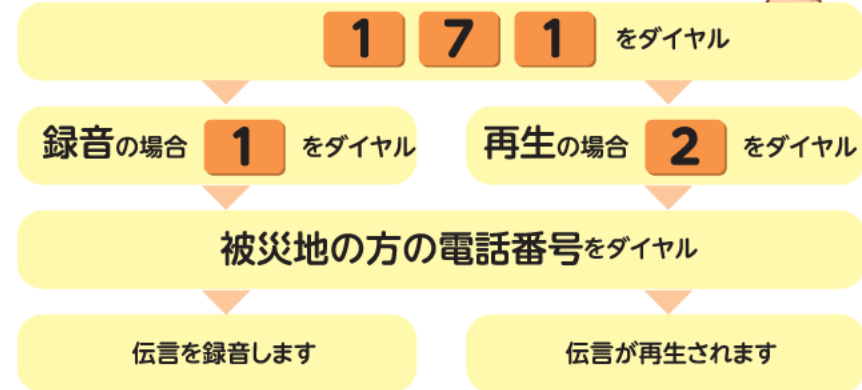 171をダイヤル
録音の場合 1 をダイヤル
再生の場合 2 をダイヤル
被災地の方の電話番号をダイヤル
伝言を録音します
伝言が再生されます